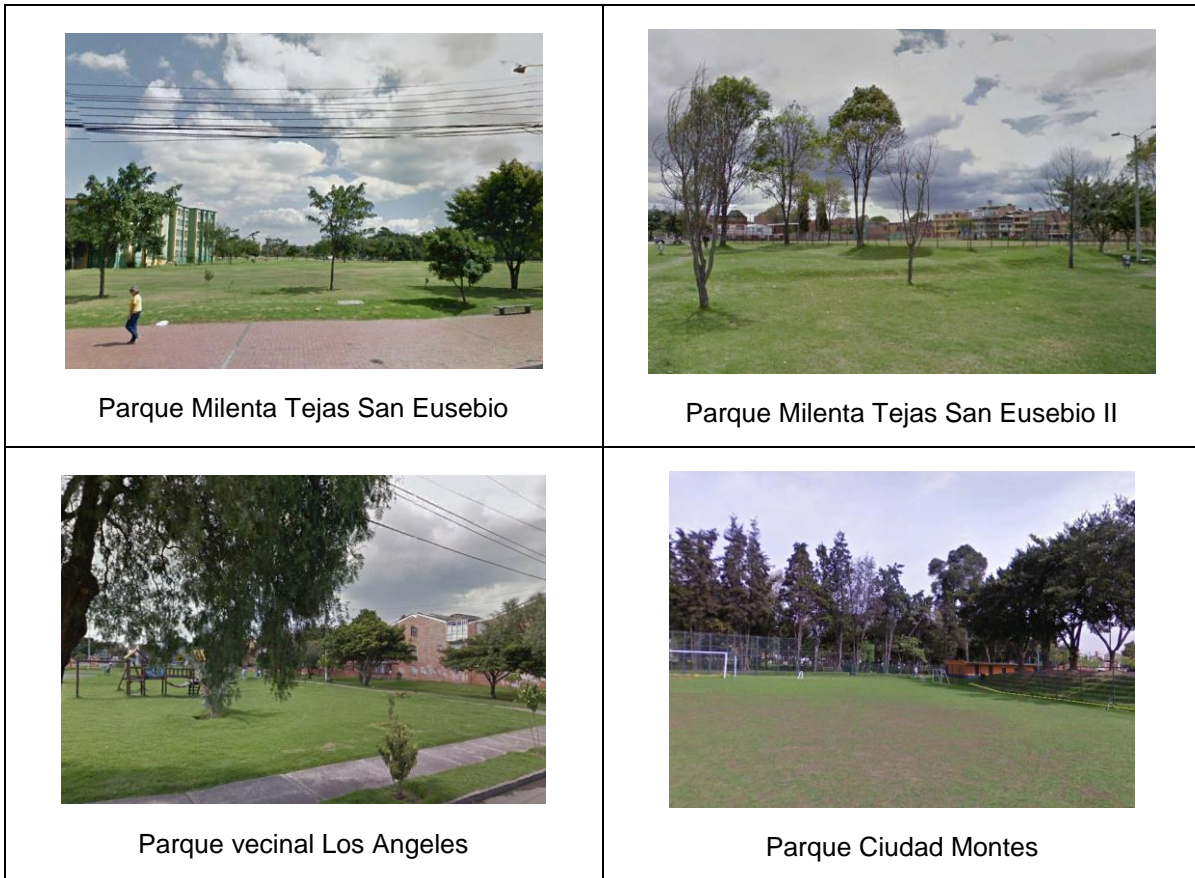 Parque Milenta Tejas San Eusebio
Parque Milenta Tejas San Eusebio II
Parque vecinal Los Angeles
Parque Ciudad Montes